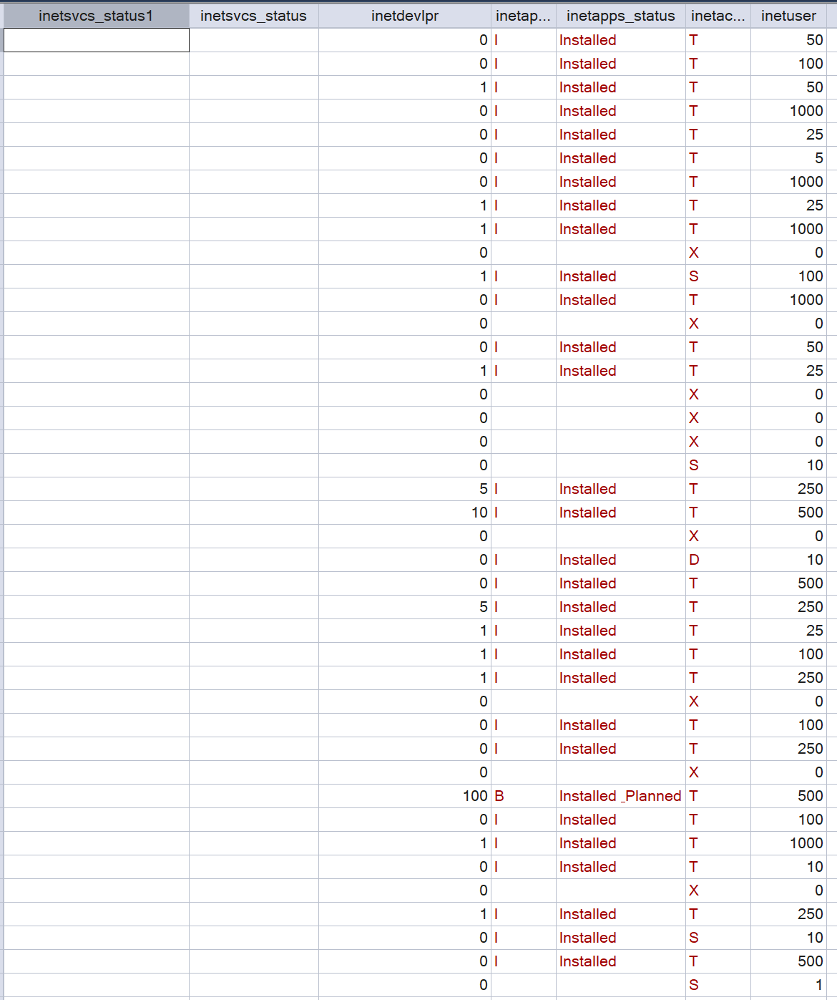 inetsvcs_status1 inetsvcs_status inetdevlpr inetap... inetapps_status inetac... inetuser
0 I Installed T 50
0 I Installed T 100
1 I Installed T 50
0 I Installed T 1000
0 I Installed T 25
0 I Installed T 5
0 I Installed T 1000
1 I Installed T 25
1 I Installed T 1000
0 X 0
1 I Installed S 100
0 I Installed T 1000
0 X 0
0 I Installed T 50
1 I Installed T 25
0 X 0
0 X 0
0 X 0
0 S 10
5 I Installed T 250
10 I Installed T 500
0 X 0
0 I Installed D 10
0 I Installed T 500
5 I Installed T 250
1 I Installed T 25
1 I Installed T 100
1 I Installed T 250
0 X 0
0 I Installed T 100
0 I Installed T 250
0 X 0
100 B Installed _Planned T 500
0 I Installed T 100
1 I Installed T 1000
0 I Installed T 10
0 X 0
1 I Installed T 250
0 I Installed S 10
0 I Installed T 500
0 S 1